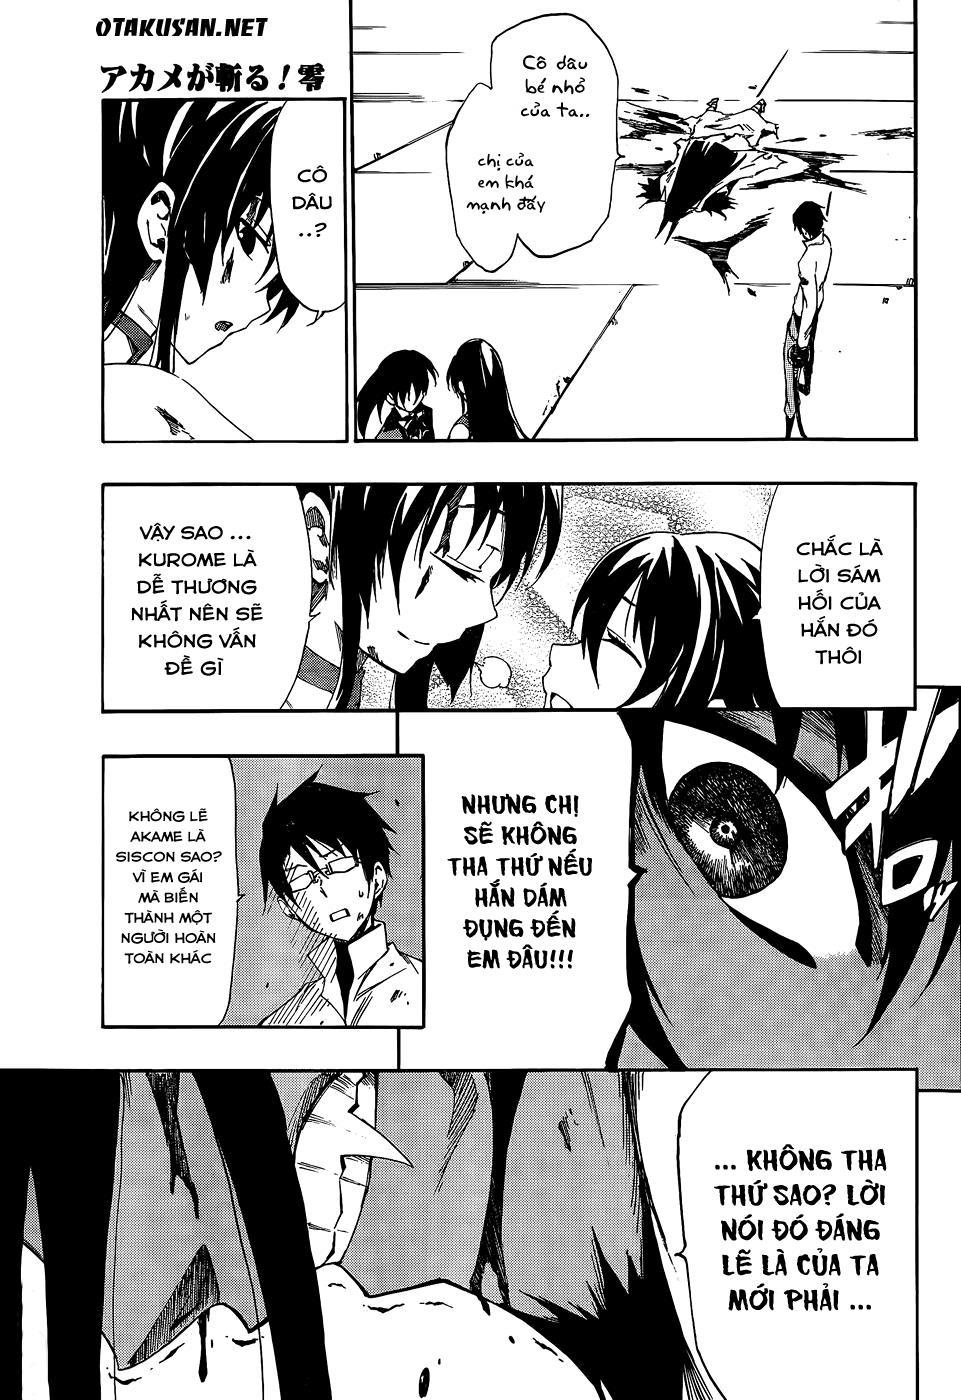 OTAKUSAN.NET
アカメが斬る！零
Cô dâu
bé nhỏ
của ta..
chị của
em khá
mạnh đấy
CÔ
DÂU
..?
CHẮC LÀ
LỜI SÁM
HỐI CỦA
HẮN ĐÓ
THÔI
VẬY SAO ...
KUROME LÀ
DỄ THƯƠNG
NHẤT NÊN SẼ
KHÔNG VẤN
ĐỀ GÌ
NHƯNG CHỊ
SẼ KHÔNG
THA THỨ NẾU
HẮN DÁM
ĐỤNG ĐẾN
EM ĐÂU!!!
KHÔNG LẼ
AKAME LÀ
SISCON SAO?
VÌ EM GÁI
MÀ BIẾN
THÀNH MỘT
NGƯỜI HOÀN
TOÀN KHÁC
... KHÔNG THA
THỨ SAO? LỜI
NÓI ĐÓ ĐÁNG
LẼ LÀ CỦA TA
MỚI PHẢI ...